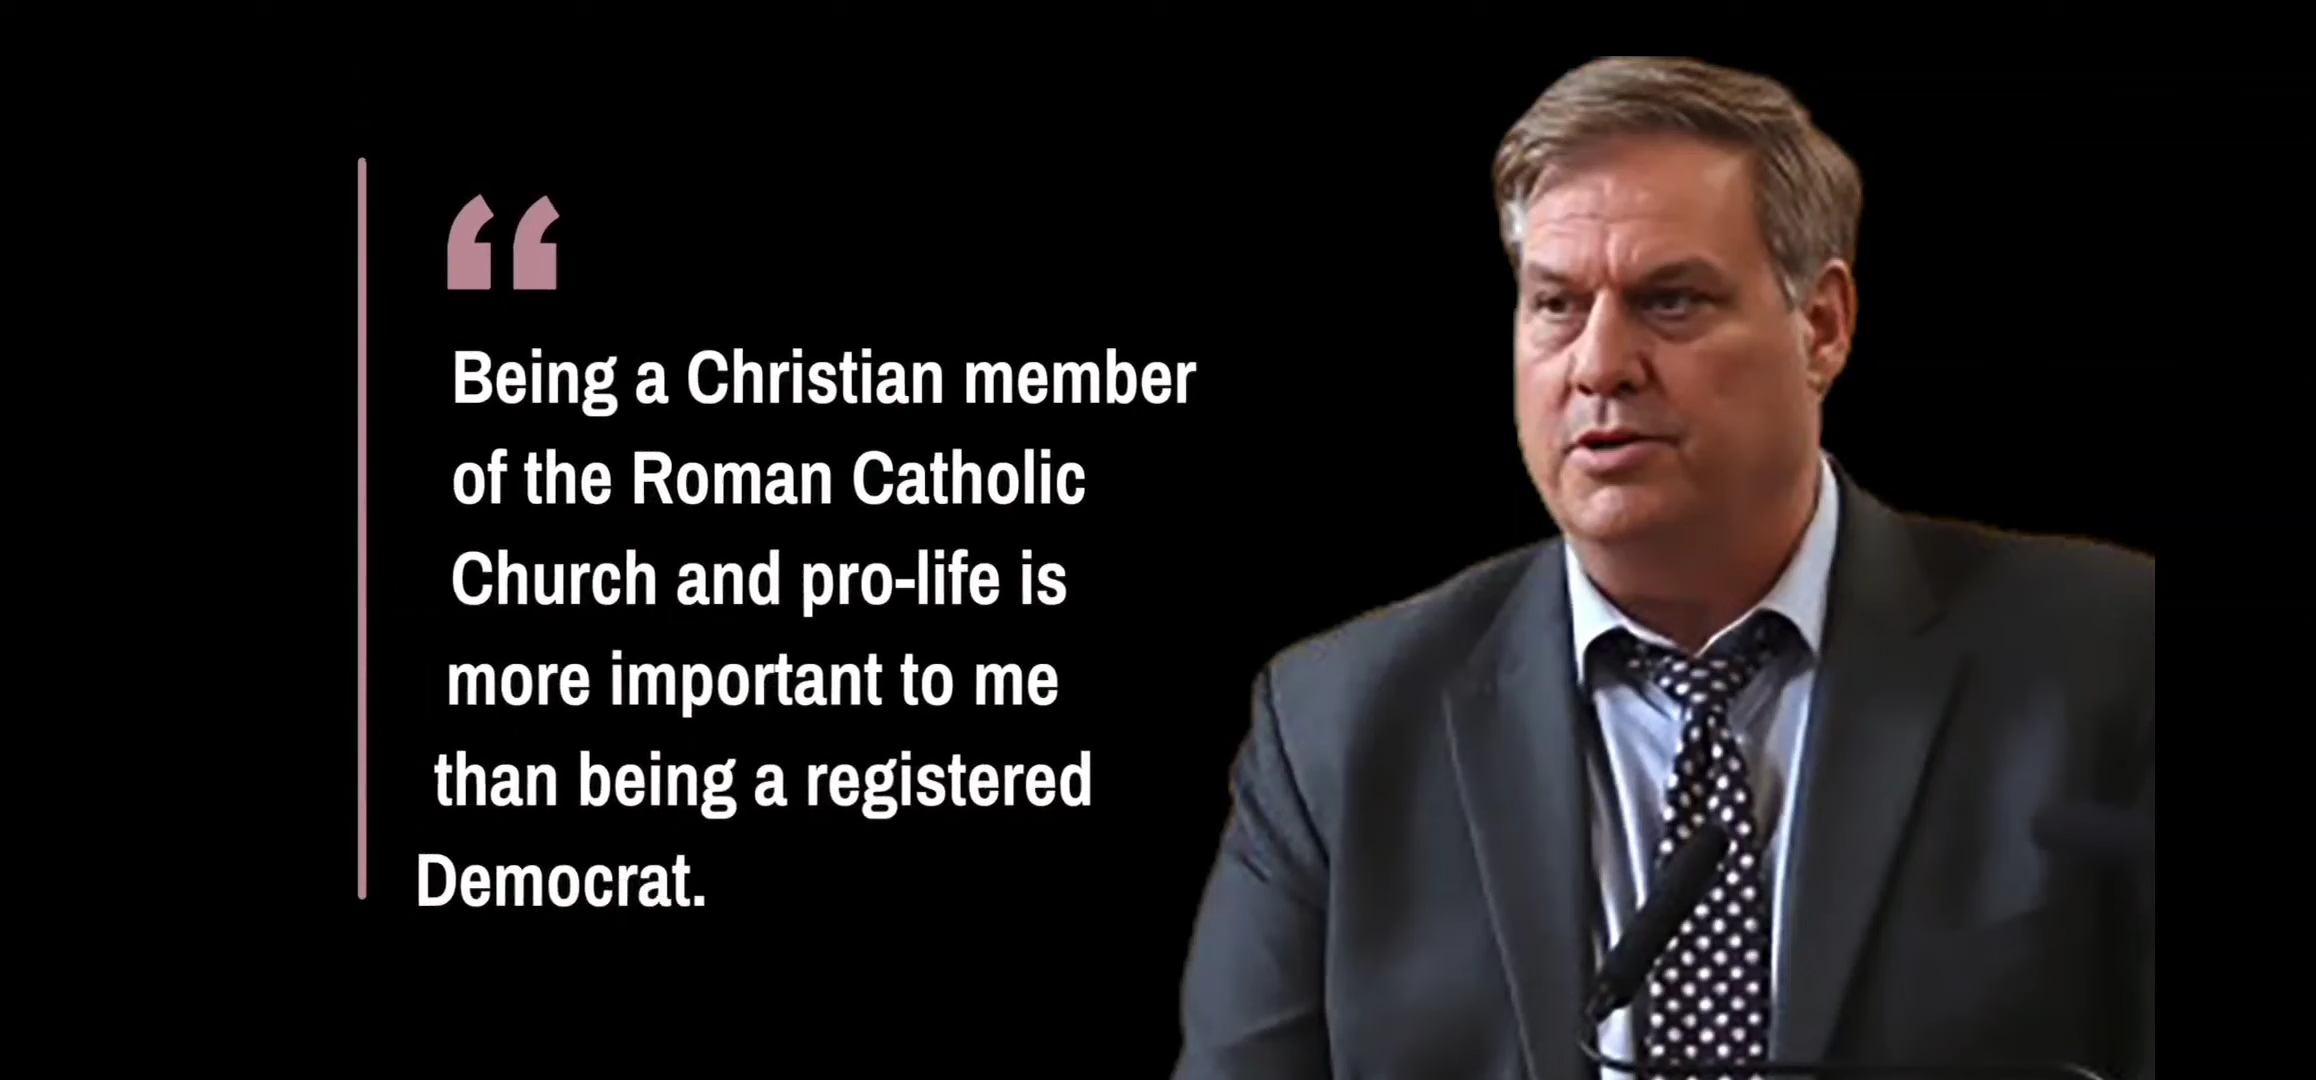 “
Being a Christian member
of the Roman Catholic
Church and pro-life is
more important to me
than being a registered
Democrat.